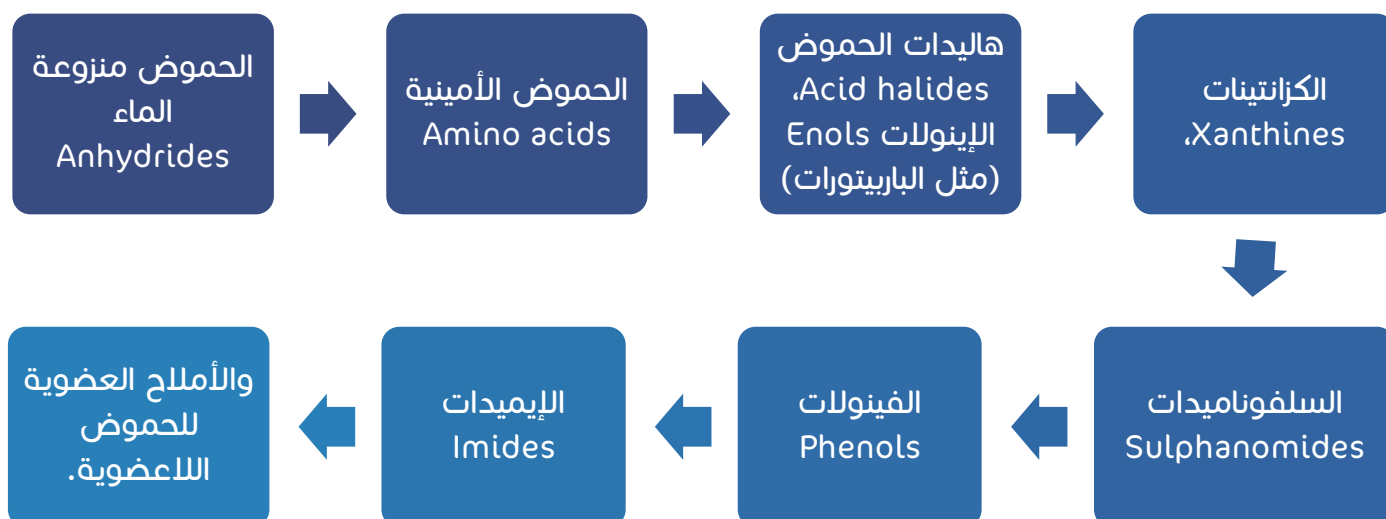 الحموض منزوعة
الماء
Anhydrides
الحموض الأمينية
Amino acids
هاليدات الحموض
Acid halides،
الإينولات Enols
(مثل الباربيتورات)
الكزانتينات
Xanthines،
السلفوناميدات
Sulphanomides
الفينولات
Phenols
الإيميدات
Imides
والأملاح العضوية
للحموض
اللاعضوية.